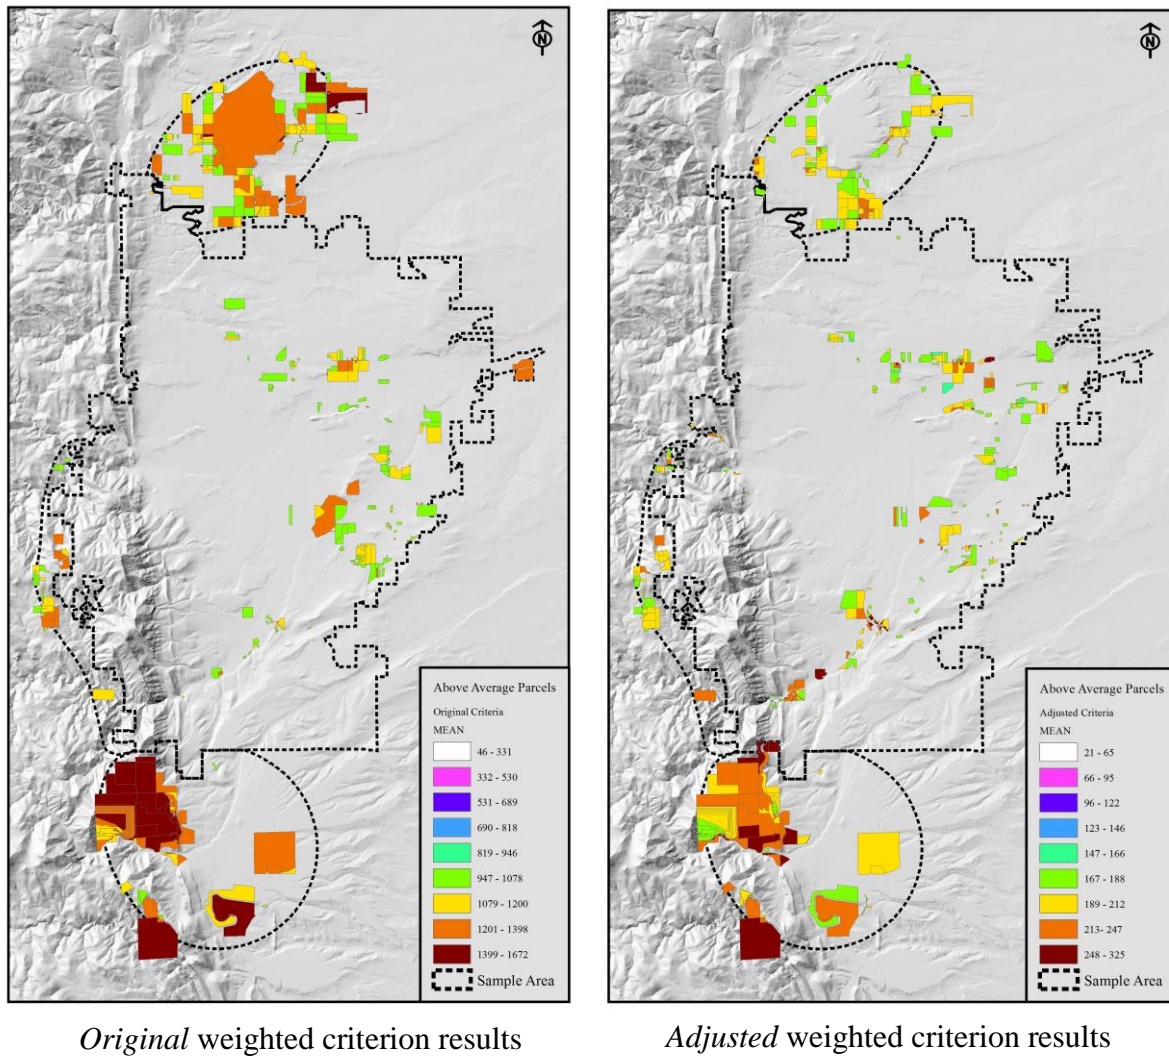 N
Above Average Parcels
Original Criteria
MEAN
46 - 331
332 - 530
531 - 689
690 - 818
819 - 946
947 - 1078
1079 - 1200
1201 - 1398
1399 - 1672
Sample Area
N
Above Average Parcels
Adjusted Criteria
MEAN
21 - 65
66 - 95
96 - 122
123 - 146
147 - 166
167 - 188
189 - 212
213 - 247
248 - 325
Sample Area
Original weighted criterion results
Adjusted weighted criterion results